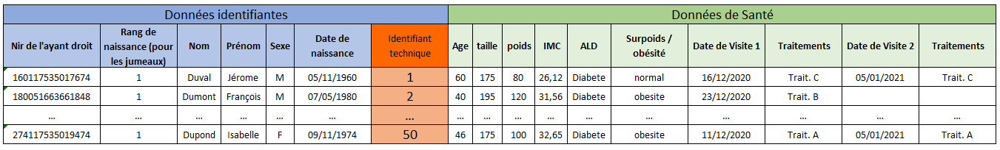 Données identifiantes Données de Santé
Nir de l'ayant droit Rang de naissance (pour les jumeaux) Nom Prénom Sexe Date de naissance Identifiant technique Age taille poids IMC ALD Surpoids / obésité Date de Visite 1 Traitements Date de Visite 2 Traitements
160117535017674 1 Duval Jérome M 05/11/1960 1 60 175 80 26,12 Diabete normal 16/12/2020 Trait. C 05/01/2021 Trait. C
180051663661848 1 Dumont François M 07/05/1980 2 40 195 120 31,56 Diabete obesite 23/12/2020 Trait. B
... ... ... ... ... ... ... ... ... ... ... ... ... ... ... ... ...
274117535019474 1 Dupond Isabelle F 09/11/1974 50 46 175 100 32,65 Diabete obesite 11/12/2020 Trait. A 05/01/2021 Trait. A